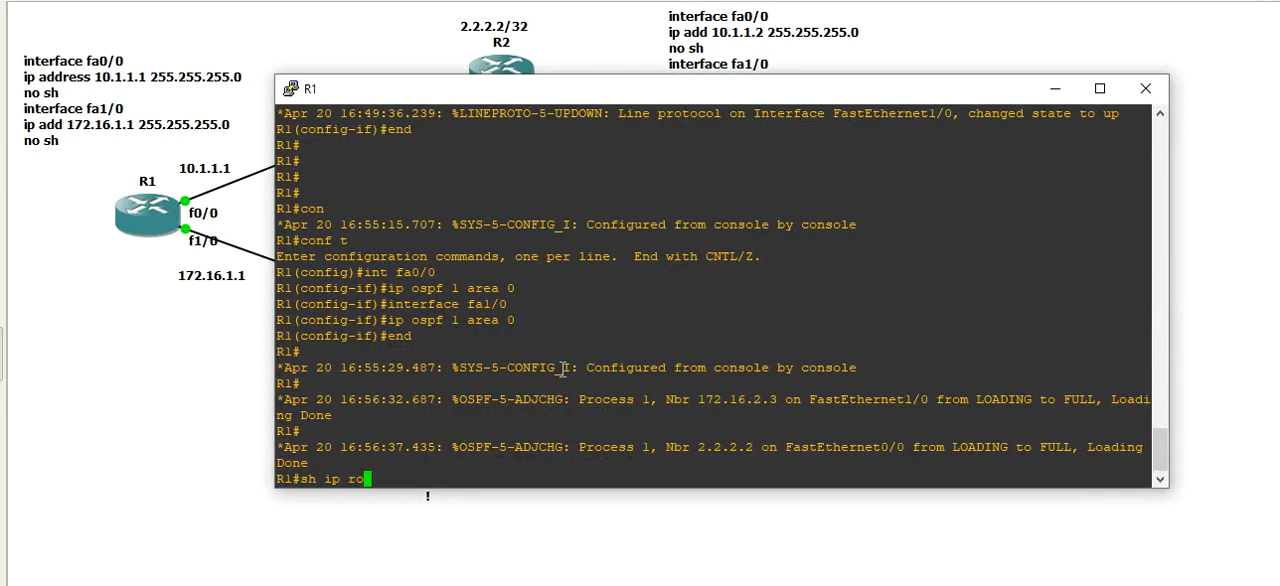 2.2.2.2/32
R2
interface fa0/0
ip add 10.1.1.2 255.255.255.0
no sh
interface fa1/0
interface fa0/0
ip address 10.1.1.1 255.255.255.0
no sh
interface fa1/0
ip add 172.16.1.1 255.255.255.0
no sh
10.1.1.1
R1
f0/0
f1/0
172.16.1.1
R1
*Apr 20 16:49:36.239: %LINEPROTO-5-UPDOWN: Line protocol on Interface FastEthernet1/0, changed state to up
R1(config-if)#end
R1#
R1#
R1#
R1#
R1#con
*Apr 20 16:55:15.707: %SYS-5-CONFIG_I: Configured from console by console
R1#conf t
Enter configuration commands, one per line.  End with CNTL/Z.
R1(config)#int fa0/0
R1(config-if)#ip ospf 1 area 0
R1(config-if)#interface fa1/0
R1(config-if)#ip ospf 1 area 0
R1(config-if)#end
R1#
*Apr 20 16:55:29.487: %SYS-5-CONFIG_I: Configured from console by console
R1#
*Apr 20 16:56:32.687: %OSPF-5-ADJCHG: Process 1, Nbr 172.16.2.3 on FastEthernet1/0 from LOADING to FULL, Loadi
ng Done
R1#
*Apr 20 16:56:37.435: %OSPF-5-ADJCHG: Process 1, Nbr 2.2.2.2 on FastEthernet0/0 from LOADING to FULL, Loading
Done
R1#sh ip ro
!